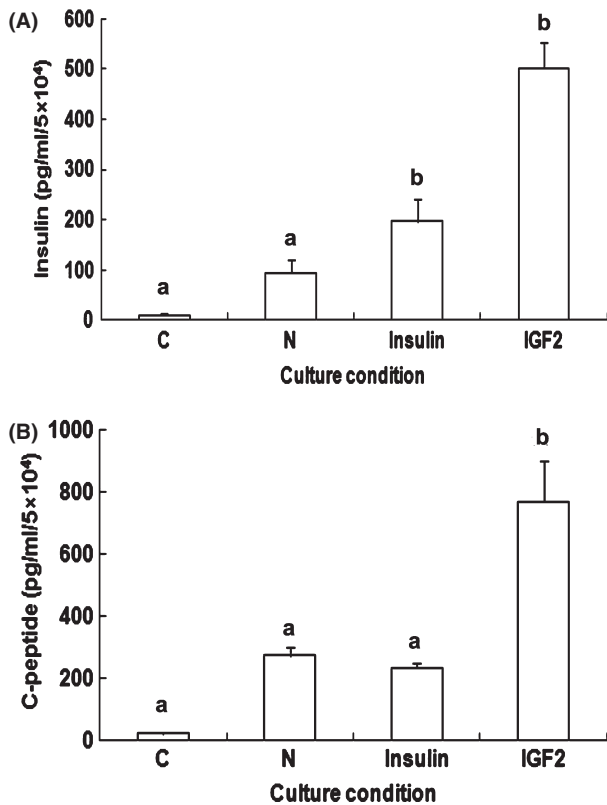 (A)
Insulin (pg/ml/5×10⁴)
600
500
400
300
200
100
0
a
a
b
b
C N Insulin IGF2
Culture condition
(B)
C-peptide (pg/ml/5×10⁴)
1000
800
600
400
200
0
a
a
a
b
C N Insulin IGF2
Culture condition